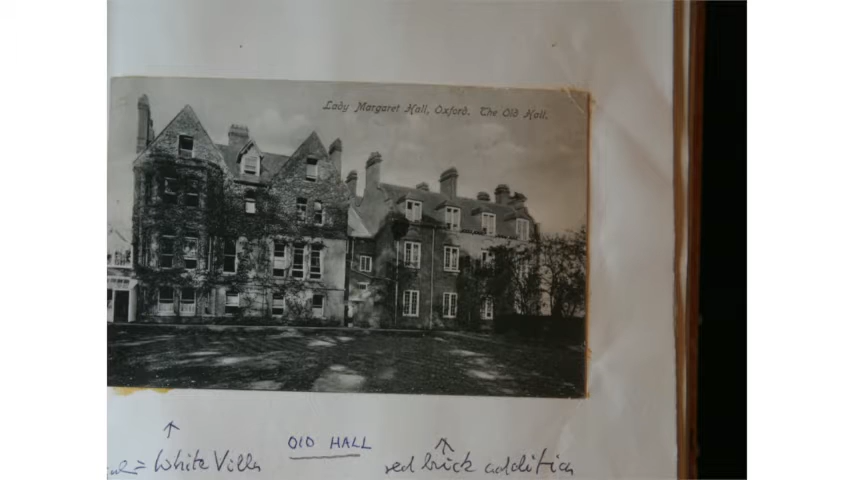 Lady Margaret Hall, Oxford. The Old Hall.
= White Villa
OlD HALL
red brick addition